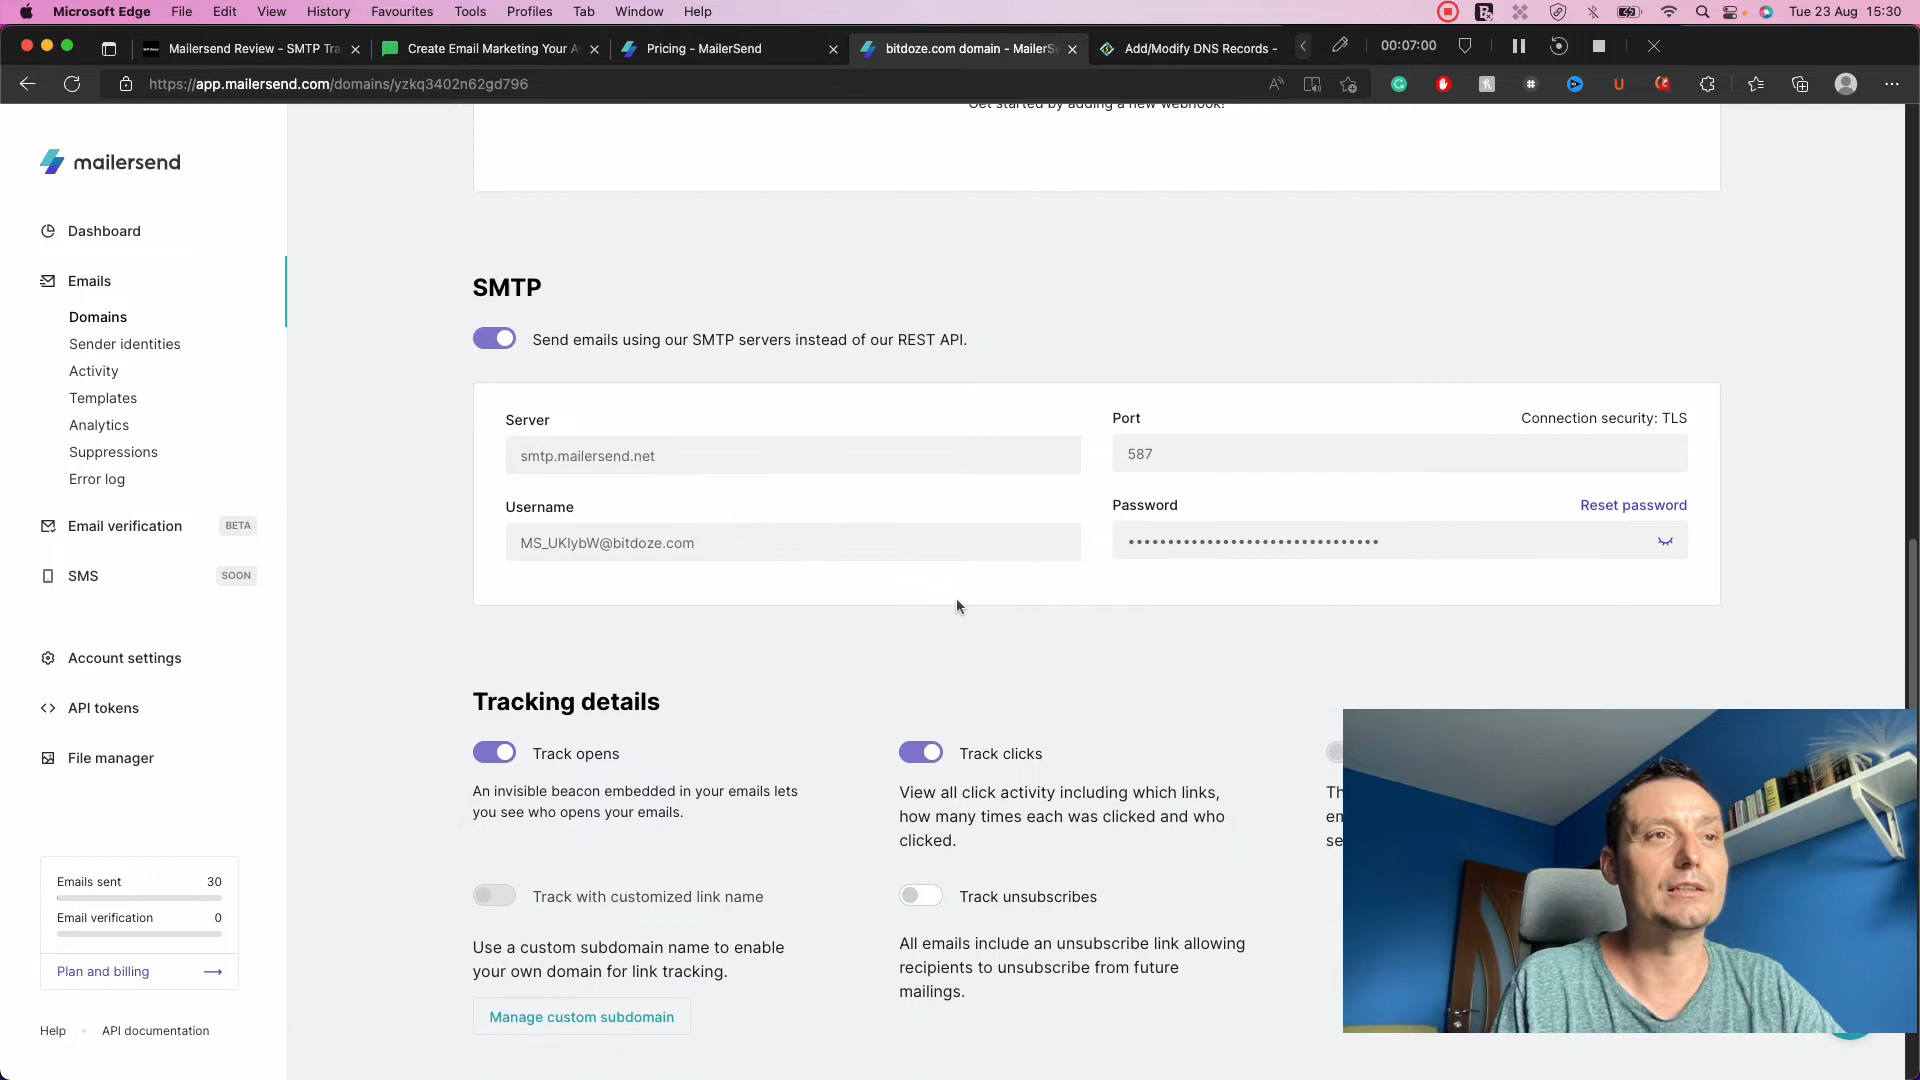 Microsoft Edge File Edit View History Favourites Tools Profiles Tab Window Help Tue 23 Aug 15:30
Mailersend Review - SMTP Tra Create Email Marketing Your A Pricing - MailerSend bitdoze.com domain - MailerS Add/Modify DNS Records - 00:07:00
https://app.mailersend.com/domains/yzkq3402n62gd796
Get started by adding a new webhook!
mailersend
Dashboard
Emails
Domains
Sender identities
Activity
Templates
Analytics
Suppressions
Error log
Email verification BETA
SMS SOON
Account settings
API tokens
File manager
Emails sent 30
Email verification 0
Plan and billing
Help API documentation
SMTP
Send emails using our SMTP servers instead of our REST API.
Server
smtp.mailersend.net
Port Connection security: TLS
587
Username
MS_UKlybW@bitdoze.com
Password Reset password
Tracking details
Track opens
An invisible beacon embedded in your emails lets
you see who opens your emails.
Track clicks
View all click activity including which links,
how many times each was clicked and who
clicked.
Th
em
se
Track with customized link name
Use a custom subdomain name to enable
your own domain for link tracking.
Manage custom subdomain
Track unsubscribes
All emails include an unsubscribe link allowing
recipients to unsubscribe from future
mailings.